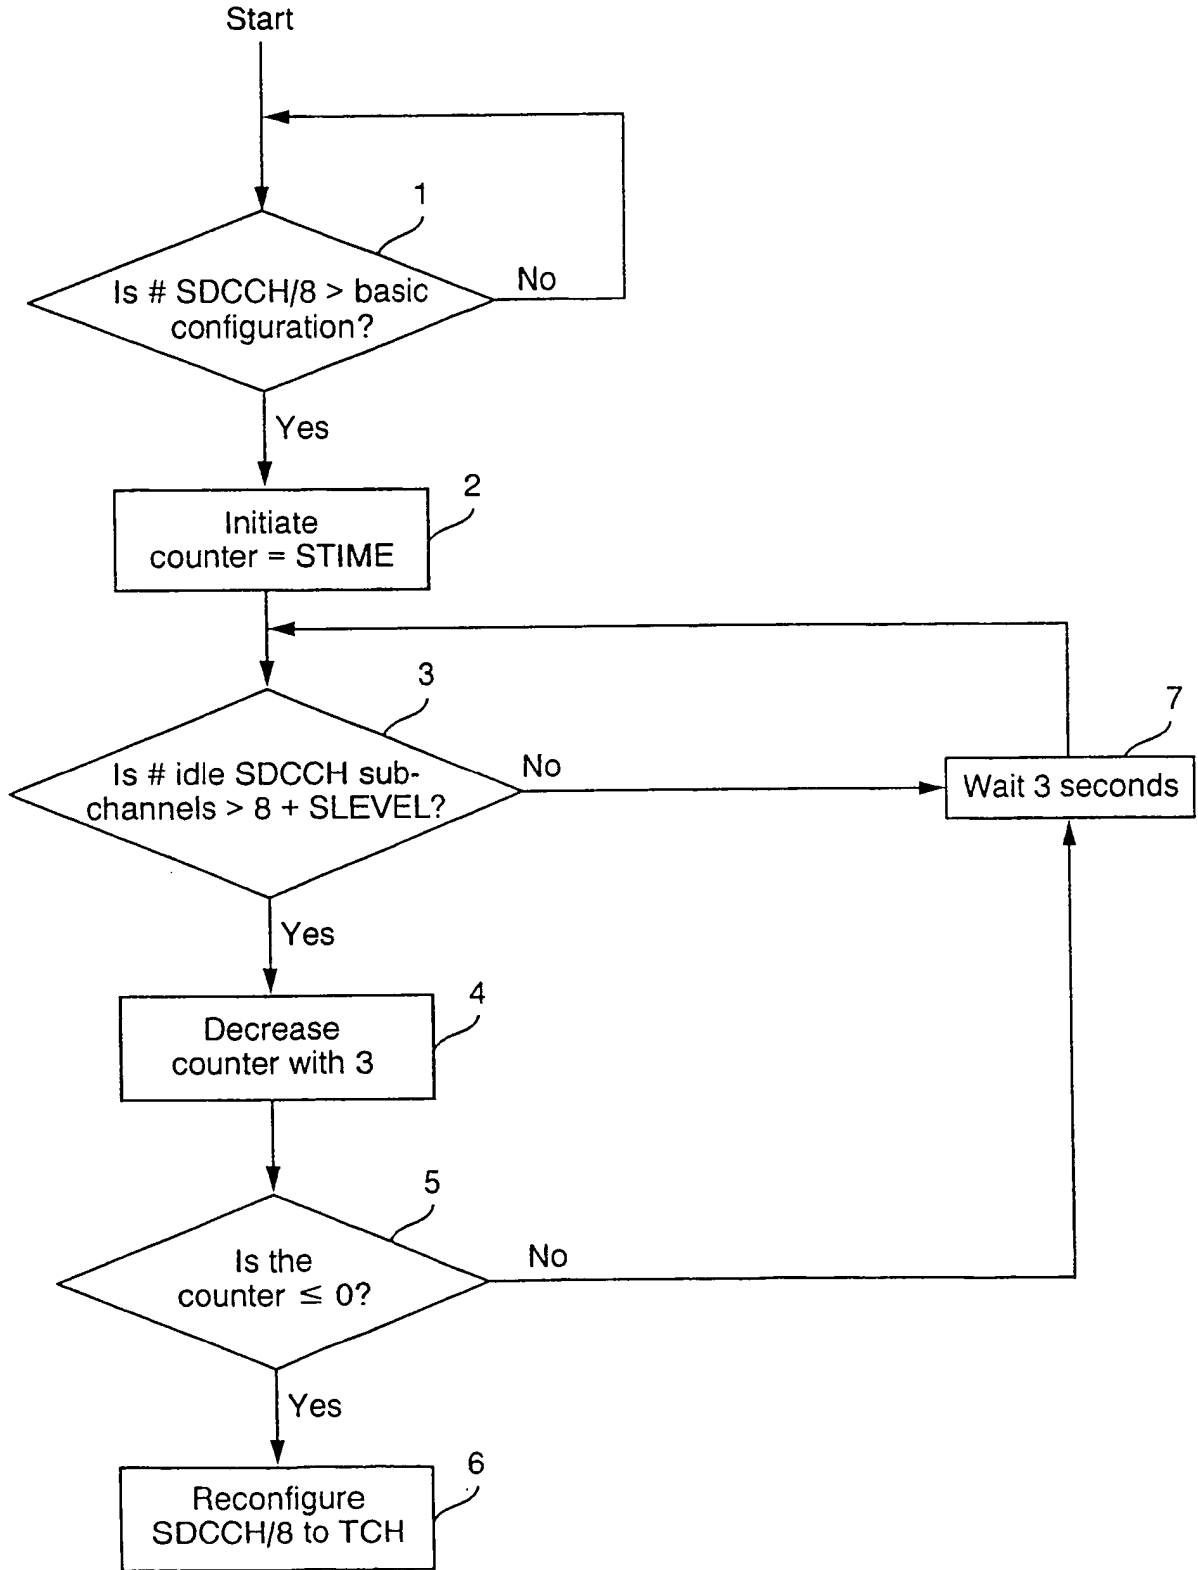 Start
1
Is # SDCCH/8 > basic
configuration?
No
Yes
2
Initiate
counter = STIME
3
Is # idle SDCCH sub-
channels > 8 + SLEVEL?
No
7
Wait 3 seconds
Yes
4
Decrease
counter with 3
5
Is the
counter ≤ 0?
No
Yes
6
Reconfigure
SDCCH/8 to TCH